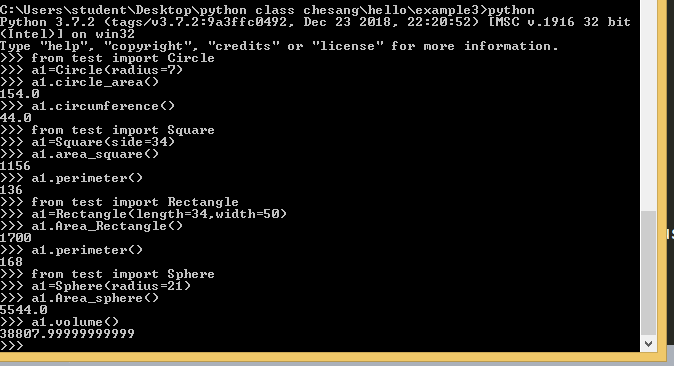 C:\Users\student\Desktop\python class chesang\hello\example3>python
Python 3.7.2 (tags/v3.7.2:9a3ffc0492, Dec 23 2018, 22:20:52) [MSC v.1916 32 bit
(Intel)] on win32
Type "help", "copyright", "credits" or "license" for more information.
>>> from test import Circle
>>> a1=Circle(radius=7)
>>> a1.circle_area()
154.0
>>> a1.circumference()
44.0
>>> from test import Square
>>> a1=Square(side=34)
>>> a1.area_square()
1156
>>> a1.perimeter()
136
>>> from test import Rectangle
>>> a1=Rectangle(length=34,width=50)
>>> a1.Area_Rectangle()
1700
>>> a1.perimeter()
168
>>> from test import Sphere
>>> a1=Sphere(radius=21)
>>> a1.Area_sphere()
5544.0
>>> a1.volume()
38807.99999999999
>>>